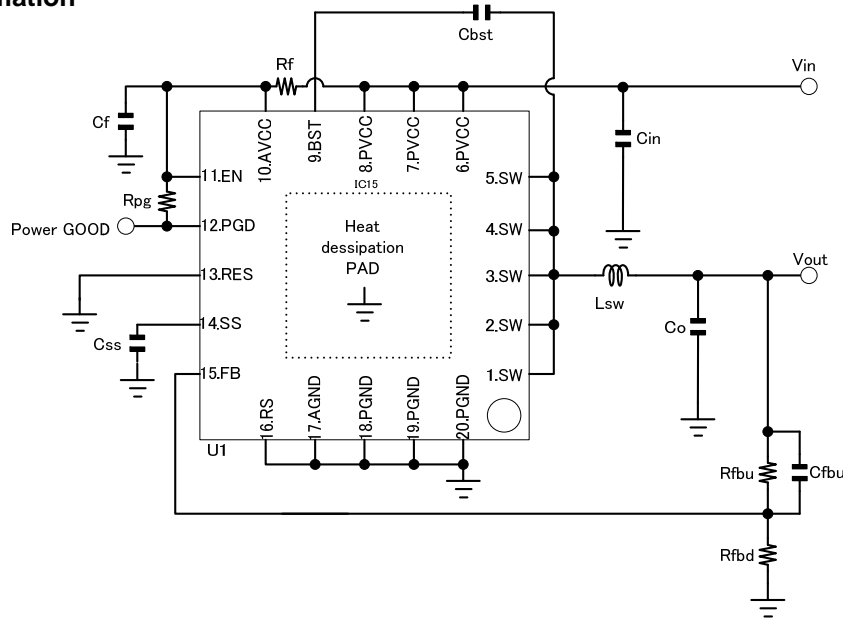 Cbst
Rf
Vin
Cf
10.AVCC
9.BST
8.PVCC
7.PVCC
6.PVCC
Cin
IC15
11.EN
5.SW
Rpg
Power GOOD
12.PGD
Heat
dessipation
PAD
4.SW
13.RES
3.SW
Vout
Lsw
14.SS
2.SW
Css
Co
15.FB
1.SW
16.RS
17.AGND
18.PGND
19.PGND
20.PGND
U1
Rfbu
Cfbu
Rfbd